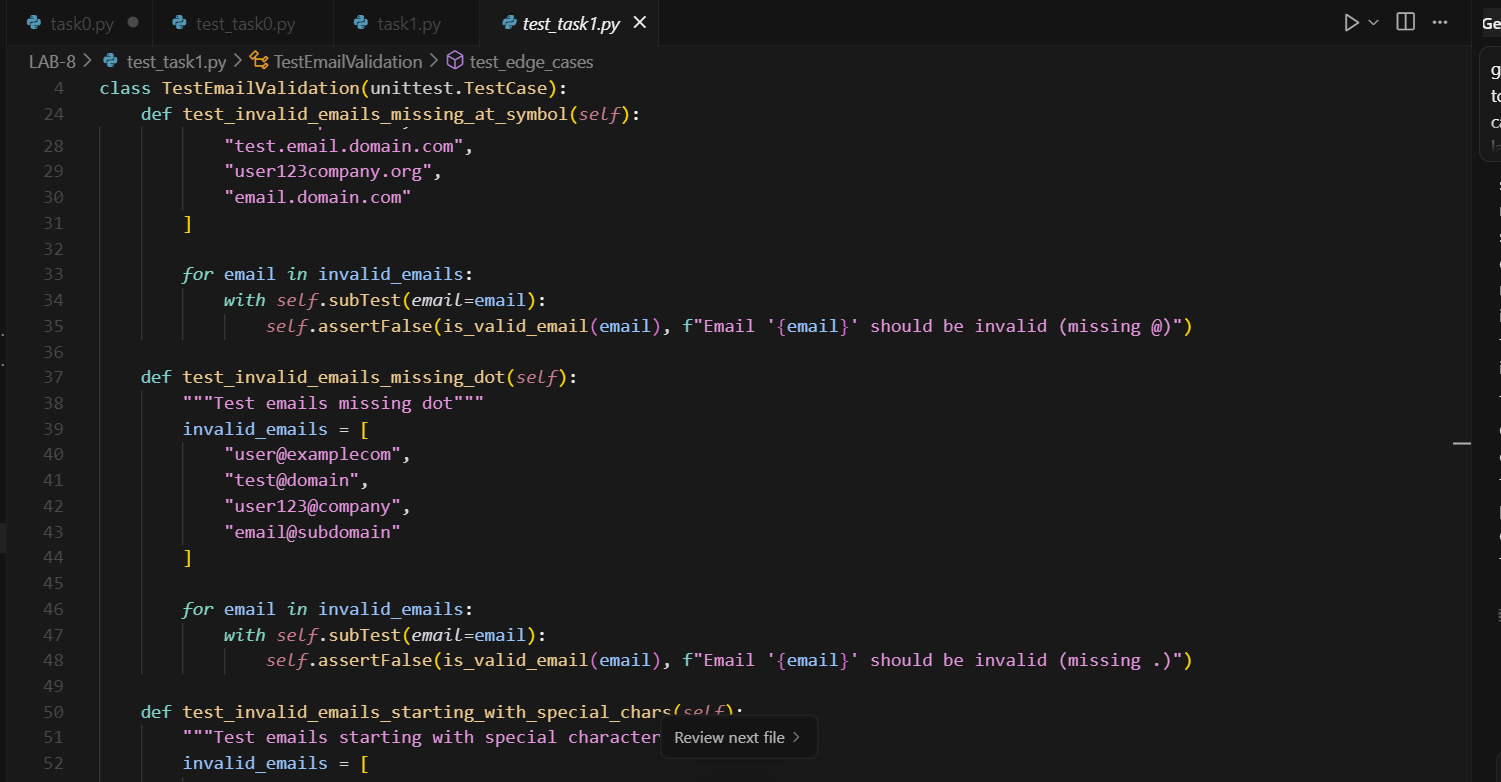 task0.py test_task0.py task1.py test_task1.py
LAB-8 > test_task1.py > TestEmailValidation > test_edge_cases
4 class TestEmailValidation(unittest.TestCase):
24 def test_invalid_emails_missing_at_symbol(self):
28 "test.email.domain.com",
29 "user123company.org",
30 "email.domain.com"
31 ]
32
33 for email in invalid_emails:
34 with self.subTest(email=email):
35 self.assertFalse(is_valid_email(email), f"Email '{email}' should be invalid (missing @)")
36
37 def test_invalid_emails_missing_dot(self):
38 """Test emails missing dot"""
39 invalid_emails = [
40 "user@examplecom",
41 "test@domain",
42 "user123@company",
43 "email@subdomain"
44 ]
45
46 for email in invalid_emails:
47 with self.subTest(email=email):
48 self.assertFalse(is_valid_email(email), f"Email '{email}' should be invalid (missing .)")
49
50 def test_invalid_emails_starting_with_special_chars(self):
51 """Test emails starting with special character
Review next file >
52 invalid_emails = [